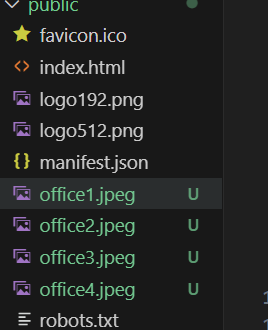 public
favicon.ico
index.html
logo192.png
logo512.png
manifest.json
office1.jpeg U
office2.jpeg U
office3.jpeg U
office4.jpeg U
robots.txt